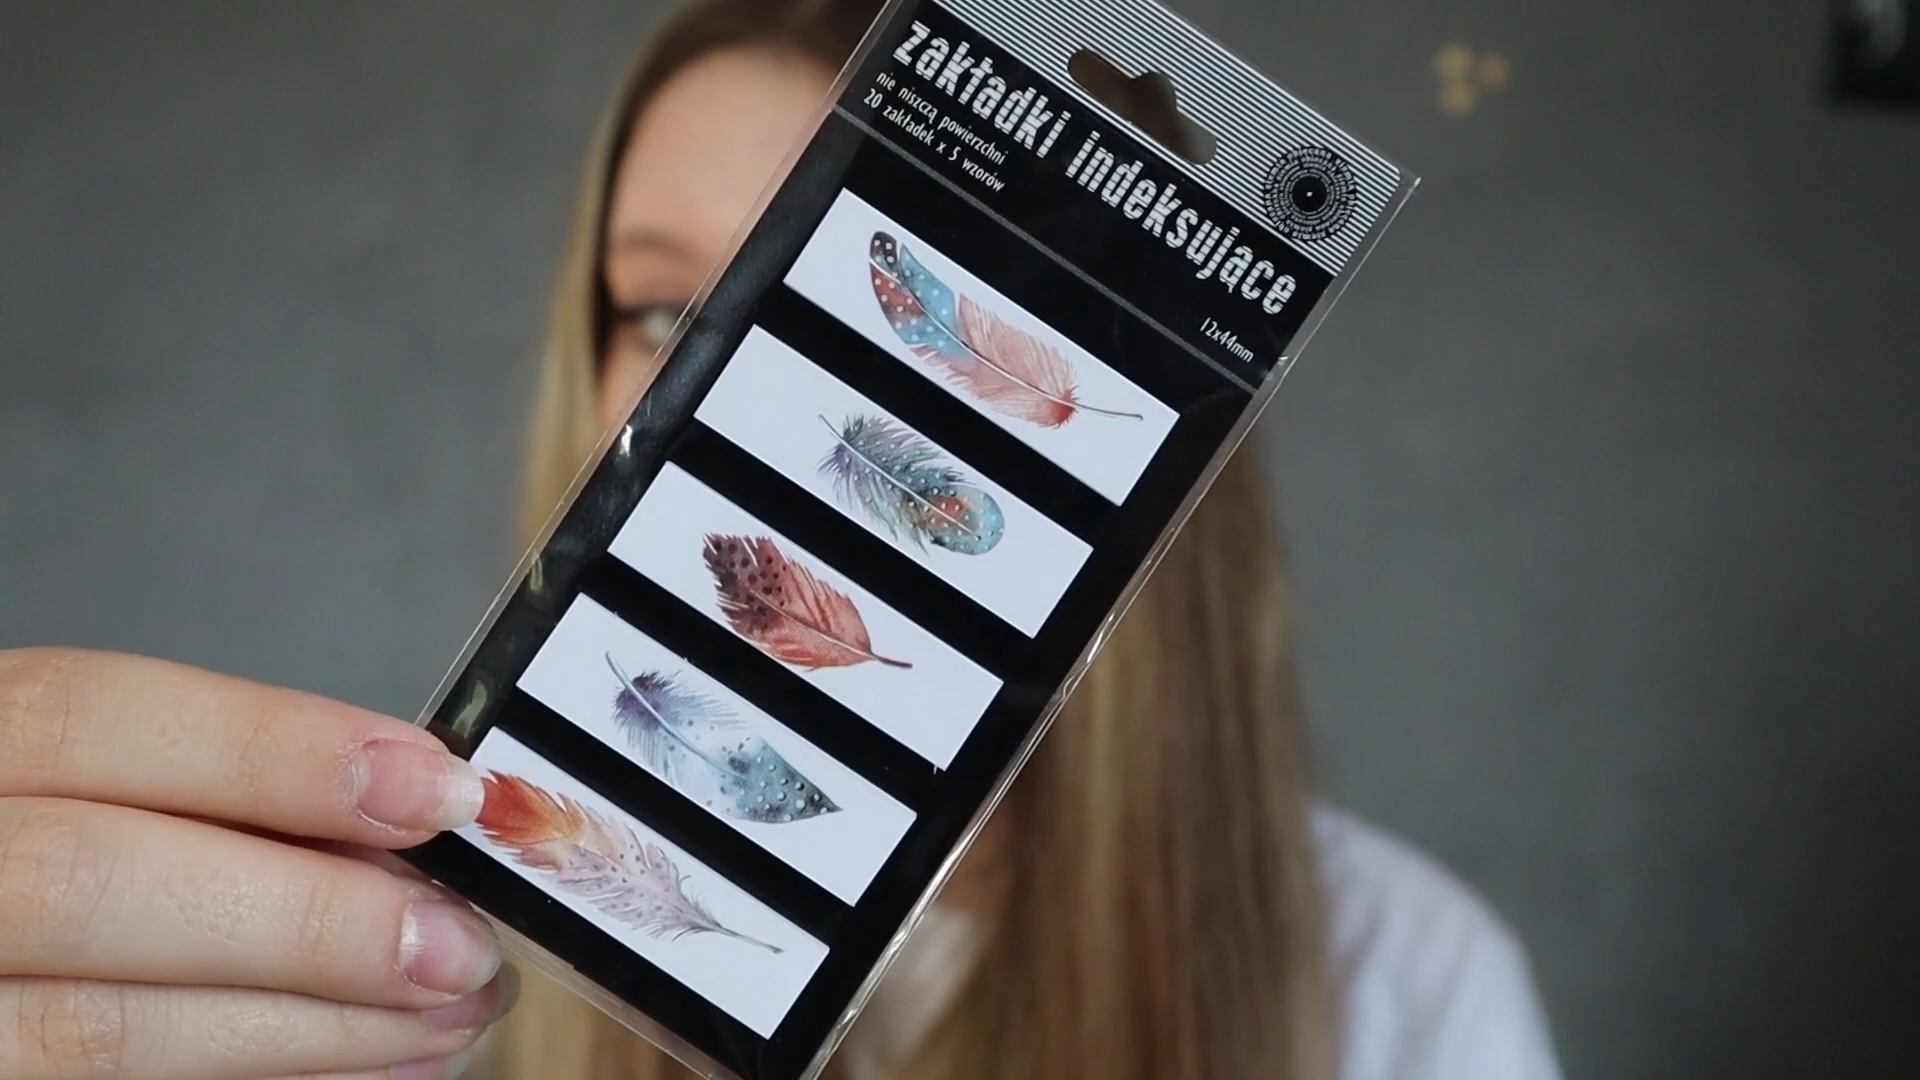 zakładki indeksujące
nie niszczą powierzchni
20 zakładek x 5 wzorów
12x44mm